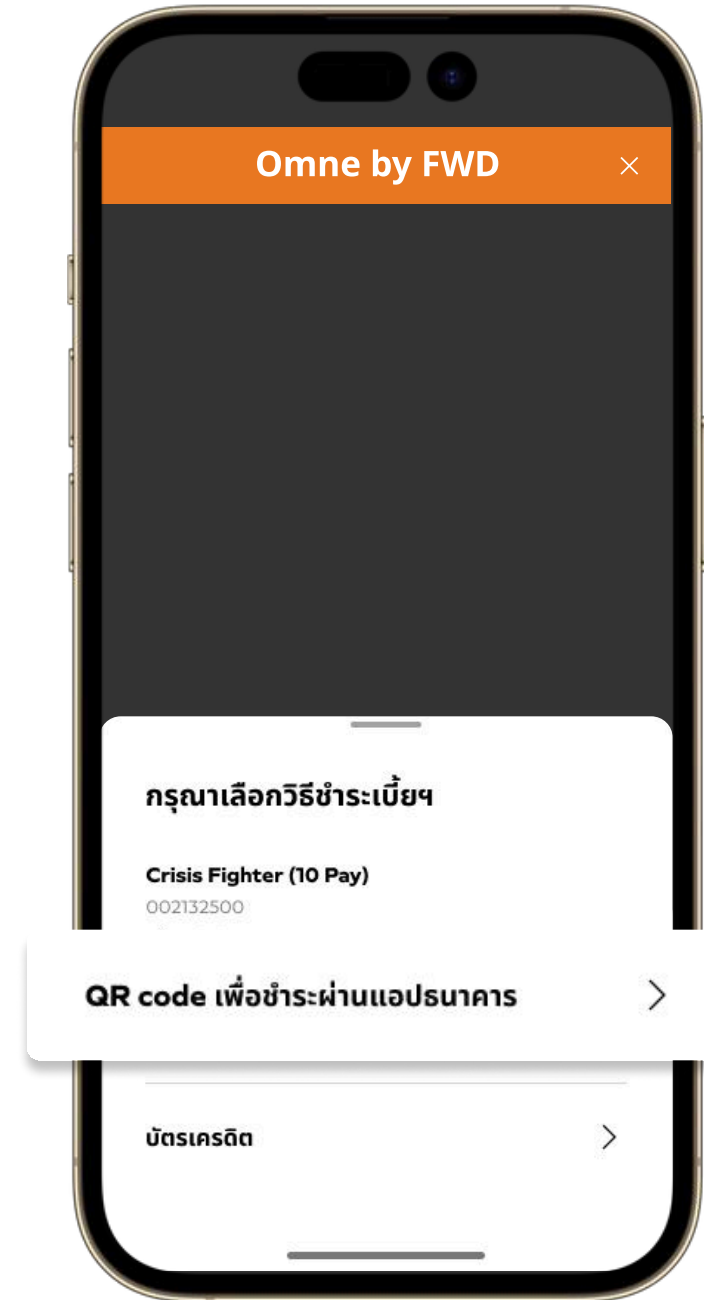 Omne by FWD
กรุณาเลือกวิธีชำระเบี้ยฯ
Crisis Fighter (10 Pay)
002132500
QR code เพื่อชำระผ่านแอปธนาคาร
บัตรเครดิต